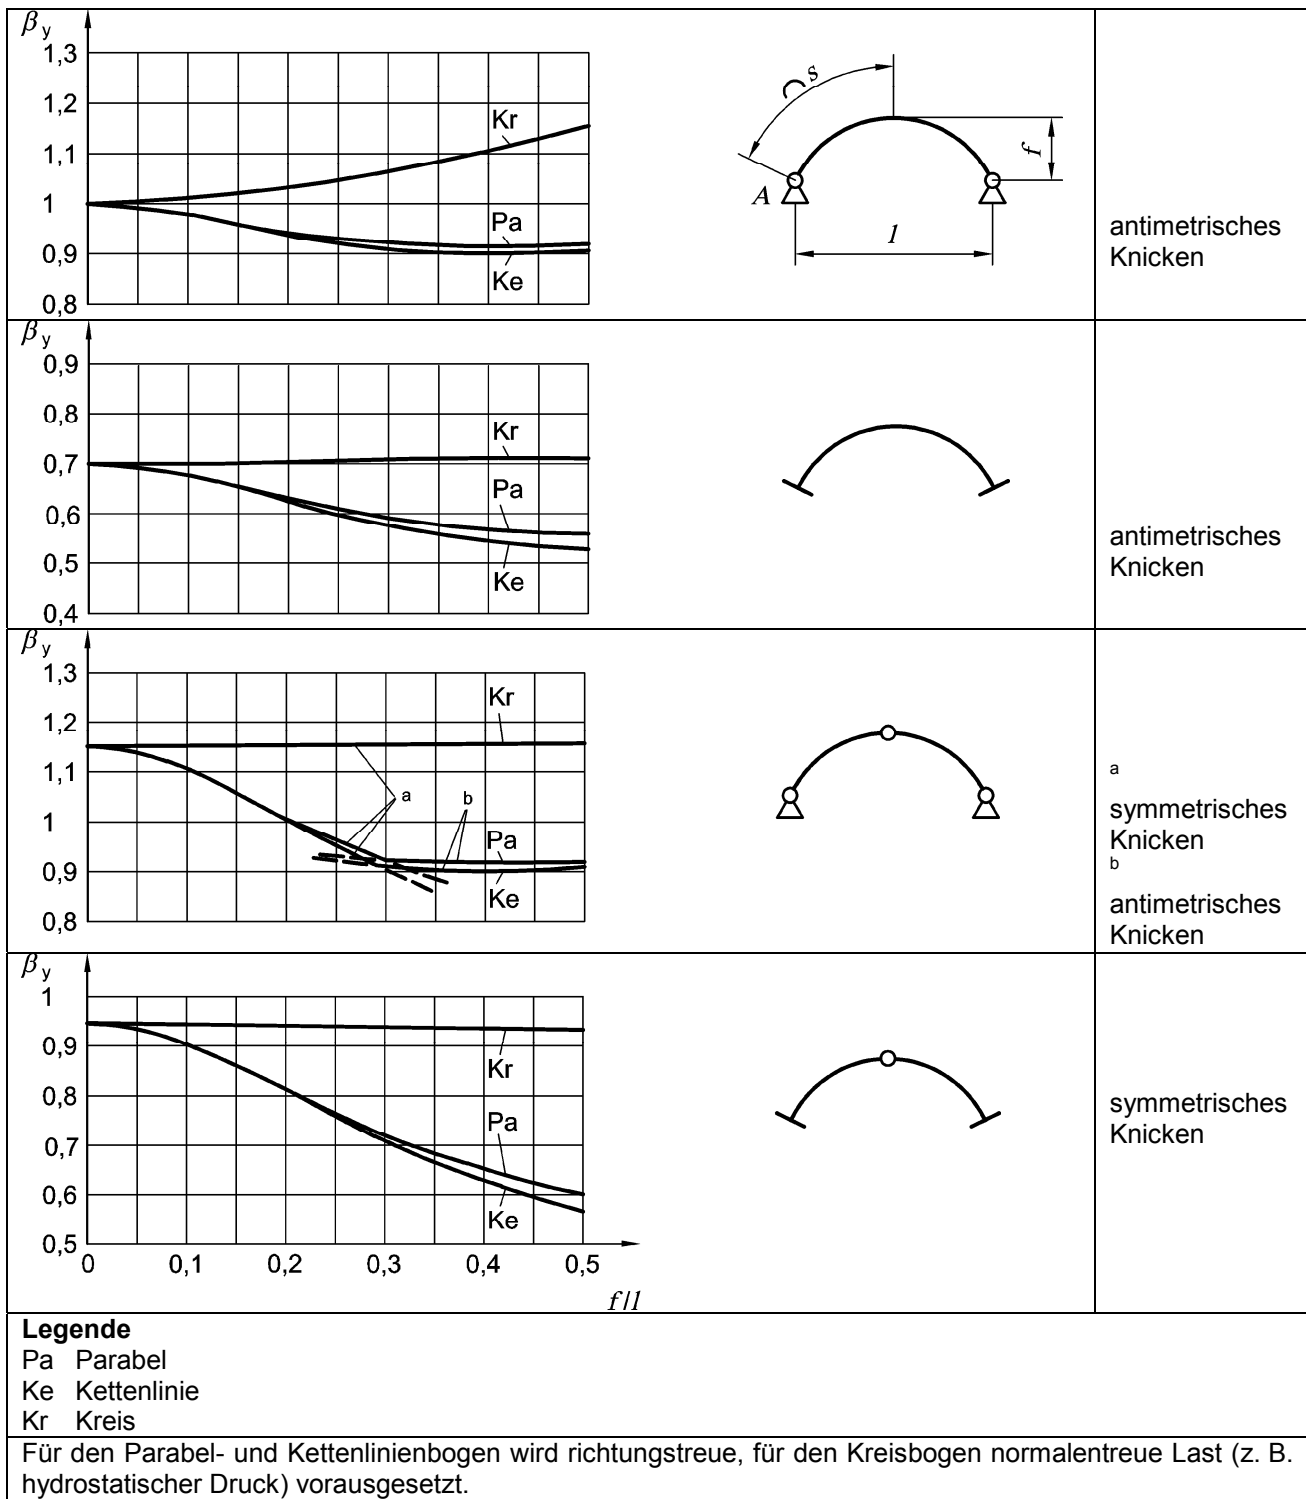 β y
1,3
1,2
1,1
1
0,9
0,8
Kr
Pa
Ke
s
f
A
l
antimetrisches
Knicken
β y
0,9
0,8
0,7
0,6
0,5
0,4
Kr
Pa
Ke
antimetrisches
Knicken
β y
1,3
1,2
1,1
1
0,9
0,8
Kr
a
b
Pa
Ke
a
symmetrisches
Knicken
b
antimetrisches
Knicken
β y
1
0,9
0,8
0,7
0,6
0,5
Kr
Pa
Ke
0 0,1 0,2 0,3 0,4 0,5
f/l
symmetrisches
Knicken
Legende
Pa Parabel
Ke Kettenlinie
Kr Kreis
Für den Parabel- und Kettenlinienbogen wird richtungstreue, für den Kreisbogen normalentreue Last (z. B.
hydrostatischer Druck) vorausgesetzt.